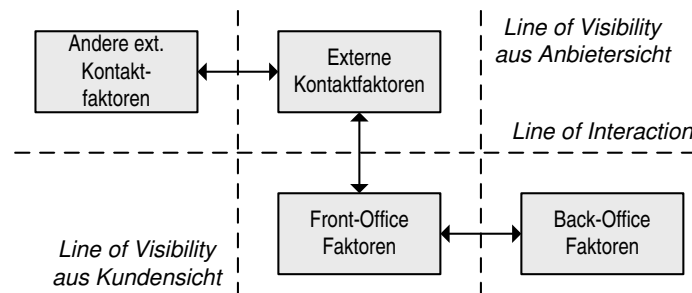 Andere ext.
Kontakt-
faktoren
Externe
Kontaktfaktoren
Line of Visibility
aus Anbietersicht
Line of Interaction
Line of Visibility
aus Kundensicht
Front-Office
Faktoren
Back-Office
Faktoren